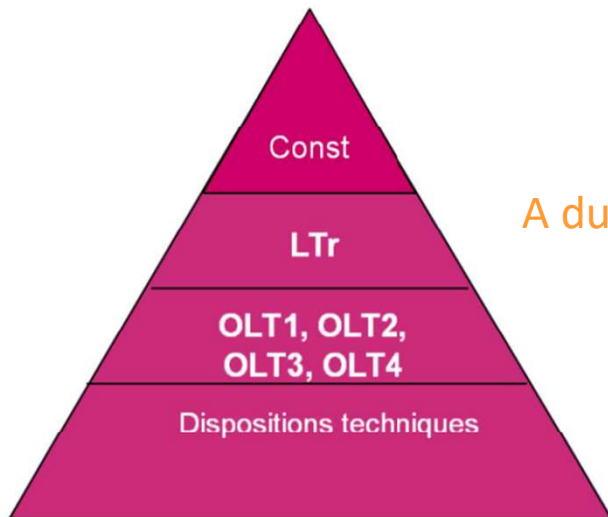 Const
LTr
A du
OLT1, OLT2,
OLT3, OLT4
Dispositions techniques